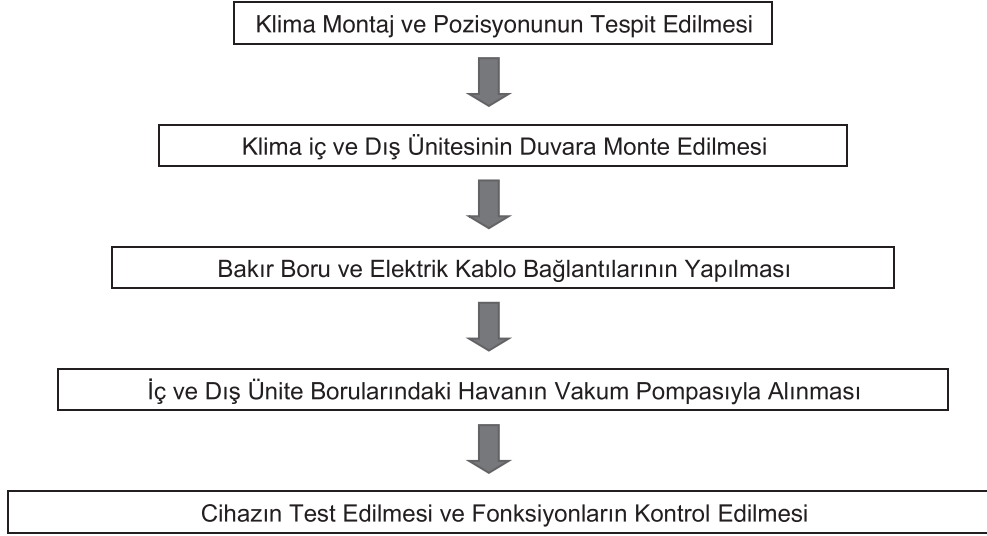 Klima Montaj ve Pozisyonunun Tespit Edilmesi
Klima iç ve Dış Ünitesinin Duvara Monte Edilmesi
Bakır Boru ve Elektrik Kablo Bağlantılarının Yapılması
İç ve Dış Ünite Borularındaki Havanın Vakum Pompasıyla Alınması
Cihazın Test Edilmesi ve Fonksiyonların Kontrol Edilmesi